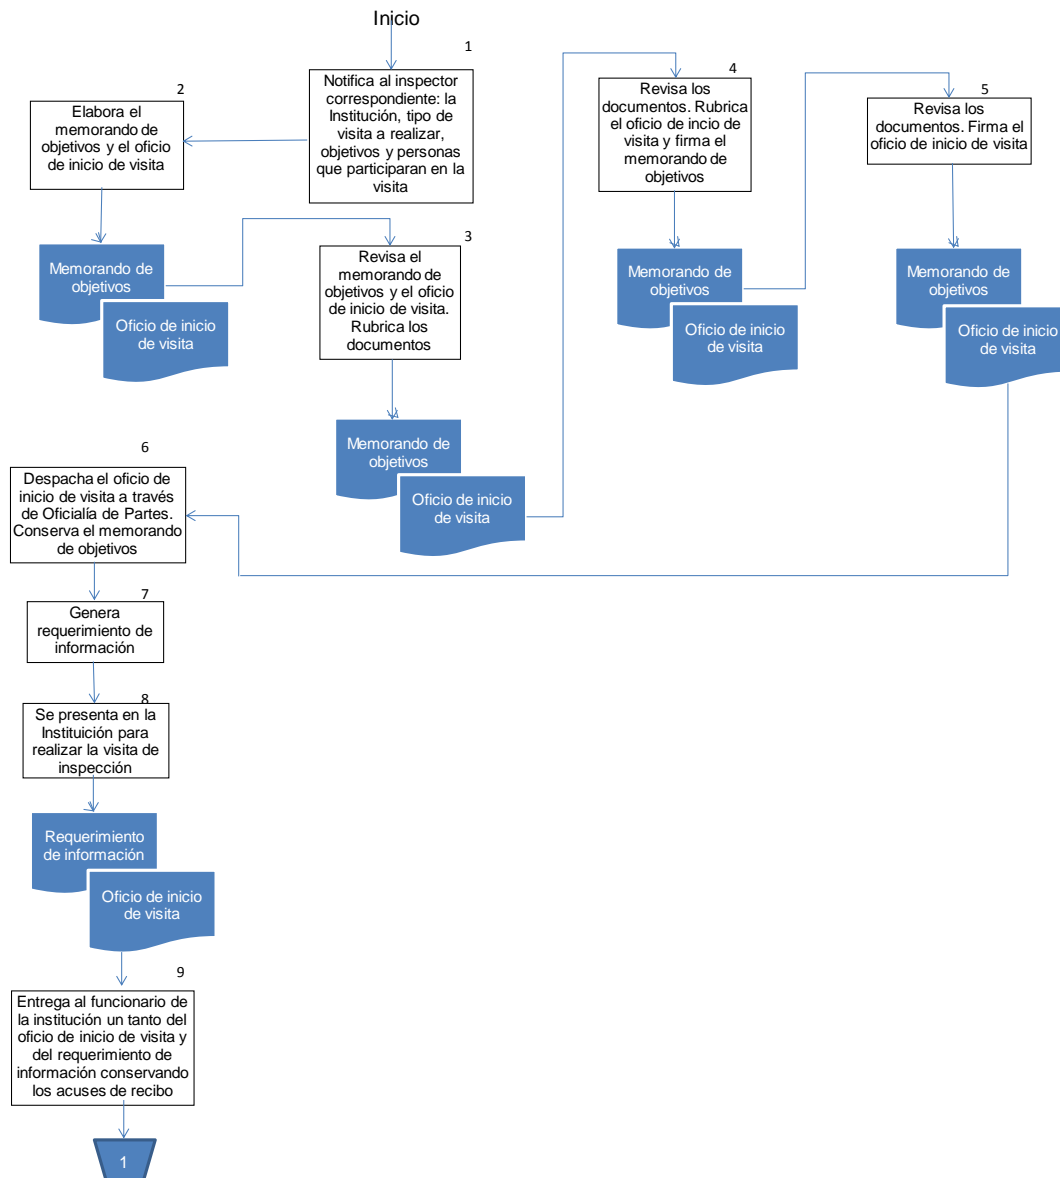 Inicio
1
Notifica al inspector
correspondiente: la
Institución, tipo de
visita a realizar,
objetivos y personas
que participaran en la
visita
2
Elabora el
memorando de
objetivos y el oficio
de inicio de visita
Memorando de
objetivos
Oficio de inicio
de visita
3
Revisa el
memorando de
objetivos y el oficio
de inicio de visita.
Rubrica los
documentos
Memorando de
objetivos
Oficio de inicio
de visita
4
Revisa los
documentos. Rubrica
el oficio de incio de
visita y firma el
memorando de
objetivos
Memorando de
objetivos
Oficio de inicio
de visita
5
Revisa los
documentos. Firma el
oficio de inicio de visita
Memorando de
objetivos
Oficio de inicio
de visita
6
Despacha el oficio de
inicio de visita a través
de Oficialía de Partes.
Conserva el memorando
de objetivos
7
Genera
requerimiento de
información
8
Se presenta en la
Instituición para
realizar la visita de
inspección
Requerimiento
de información
Oficio de inicio
de visita
9
Entrega al funcionario de
la institución un tanto del
oficio de inicio de visita y
del requerimiento de
información conservando
los acuses de recibo
1